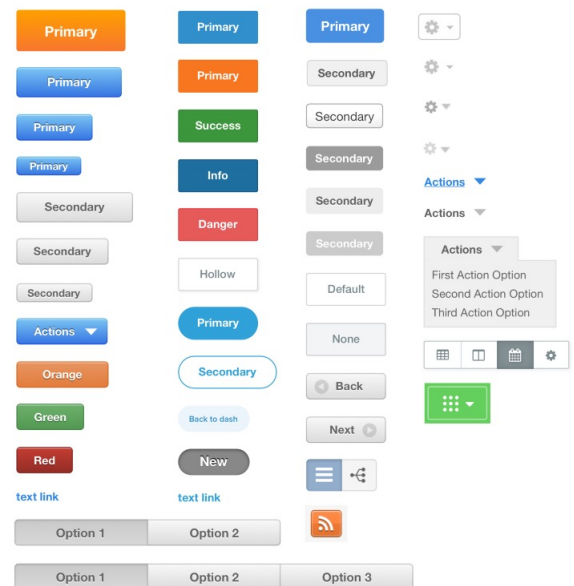 Primary
Primary
Primary
Primary
Secondary
Secondary
Secondary
Actions
Orange
Green
Red
text link
Primary
Primary
Success
Info
Danger
Hollow
Primary
Secondary
Back to dash
New
text link
Primary
Secondary
Secondary
Secondary
Secondary
Secondary
Default
None
Back
Next
Actions
Actions
Actions
First Action Option
Second Action Option
Third Action Option
Option 1 Option 2
Option 1 Option 2 Option 3